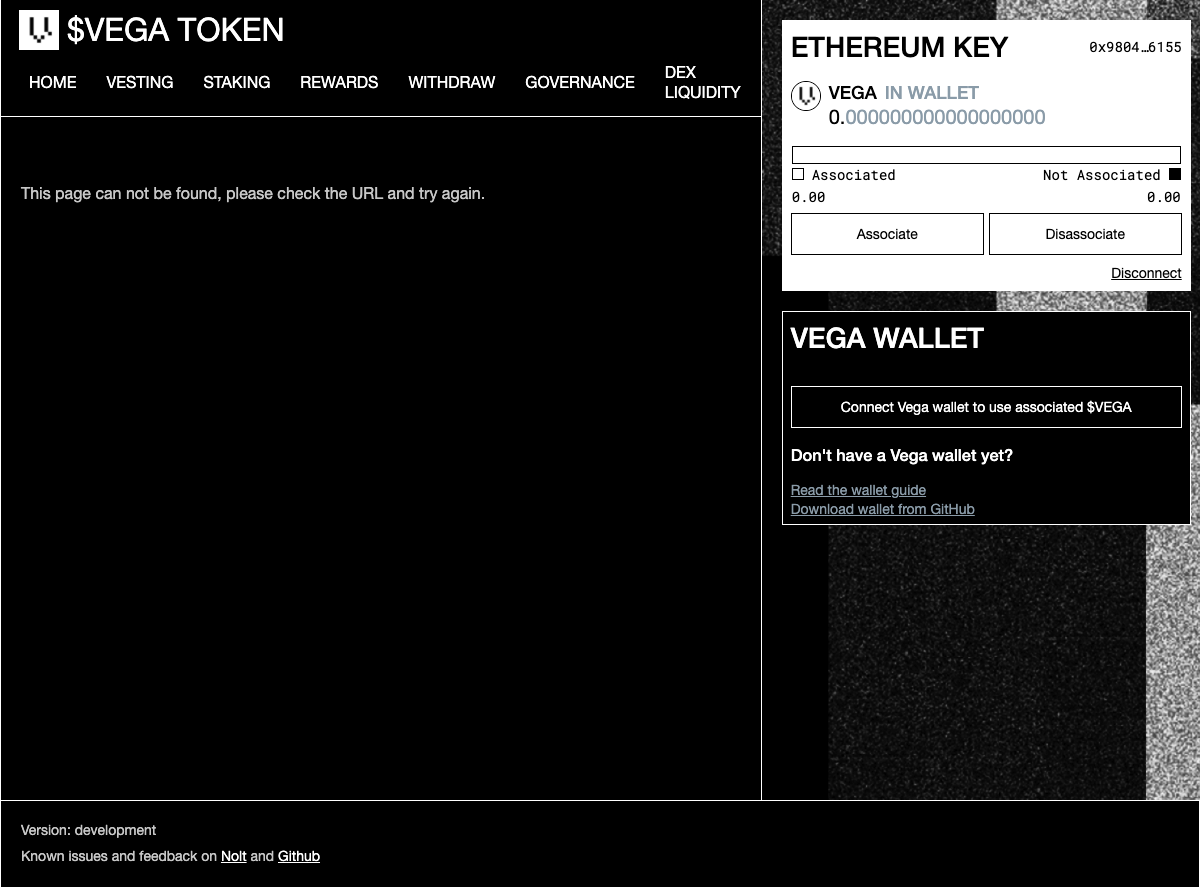 $VEGA TOKEN
HOME VESTING STAKING REWARDS WITHDRAW GOVERNANCE DEX LIQUIDITY
This page can not be found, please check the URL and try again.
ETHEREUM KEY 0x9804…6155
VEGA IN WALLET
0.000000000000000000
Associated Not Associated
0.00 0.00
Associate Disassociate
Disconnect
VEGA WALLET
Connect Vega wallet to use associated $VEGA
Don't have a Vega wallet yet?
Read the wallet guide
Download wallet from GitHub
Version: development
Known issues and feedback on Nolt and Github